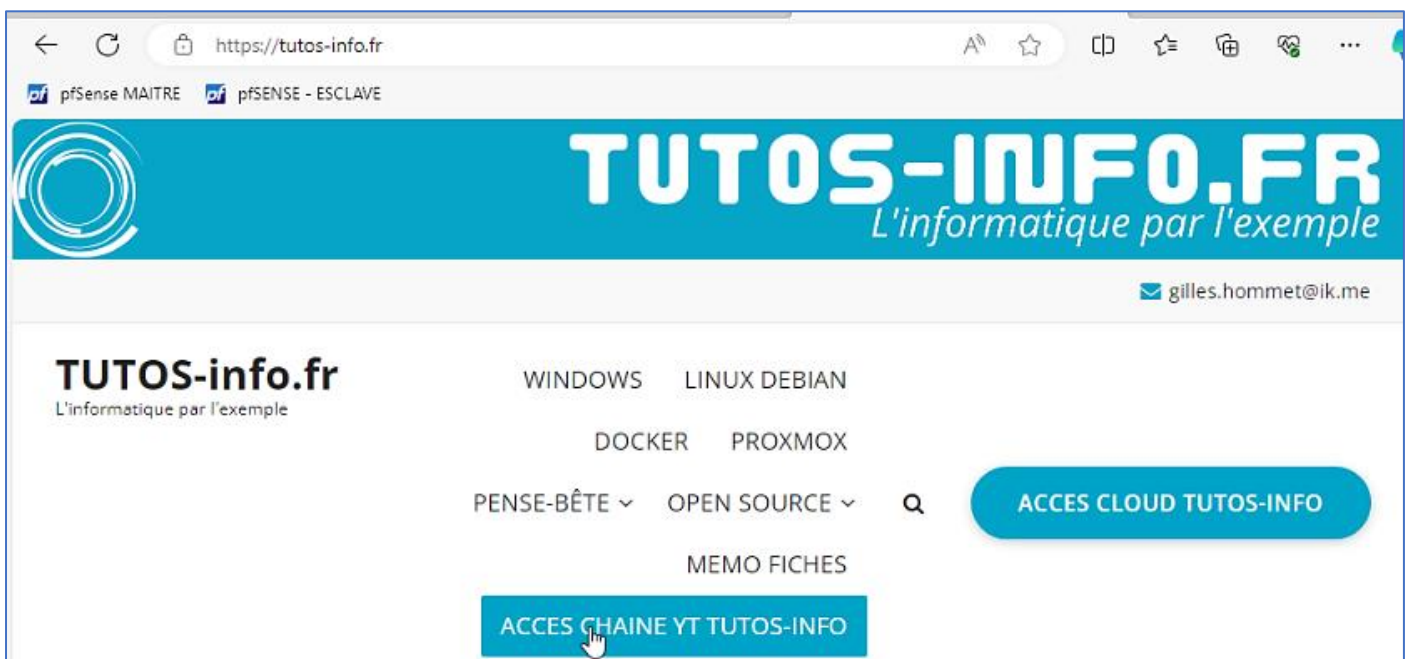 https://tutos-info.fr
pfSense MAITRE pfSENSE - ESCLAVE
TUTOS-INFO.FR
L'informatique par l'exemple
gilles.hommet@ik.me
TUTOS-info.fr
L'informatique par l'exemple
WINDOWS LINUX DEBIAN
DOCKER PROXMOX
PENSE-BÊTE OPEN SOURCE
ACCES CLOUD TUTOS-INFO
MEMO FICHES
ACCES CHAINE YT TUTOS-INFO